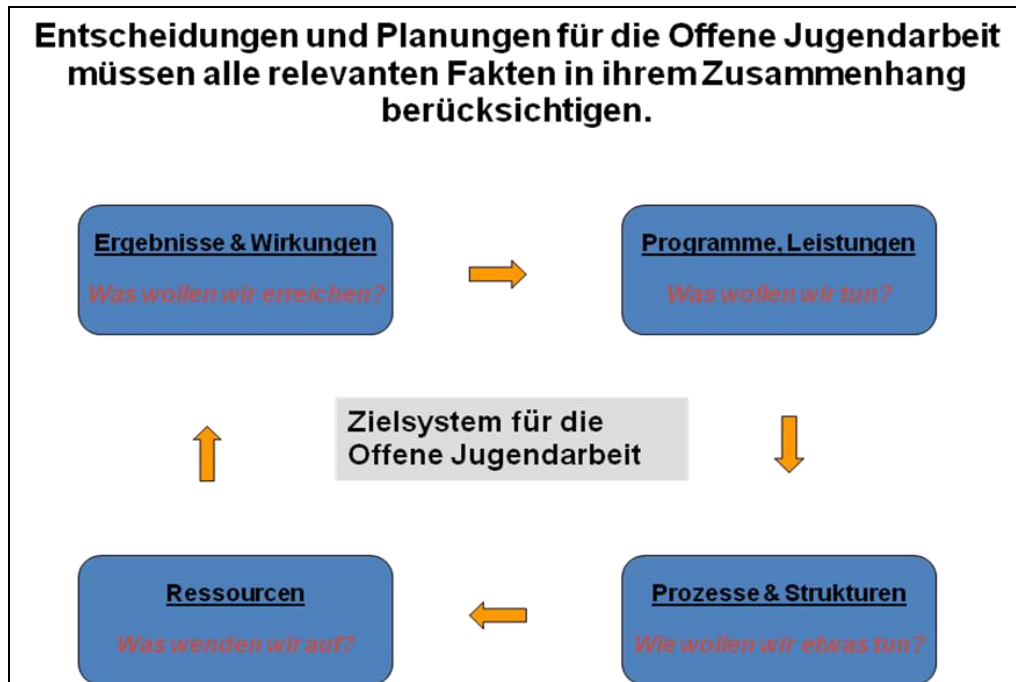 Entscheidungen und Planungen für die Offene Jugendarbeit
müssen alle relevanten Fakten in ihrem Zusammenhang
berücksichtigen.
Ergebnisse & Wirkungen
Was wollen wir erreichen?
Programme, Leistungen
Was wollen wir tun?
Zielsystem für die
Offene Jugendarbeit
Ressourcen
Was wenden wir auf?
Prozesse & Strukturen
Wie wollen wir etwas tun?